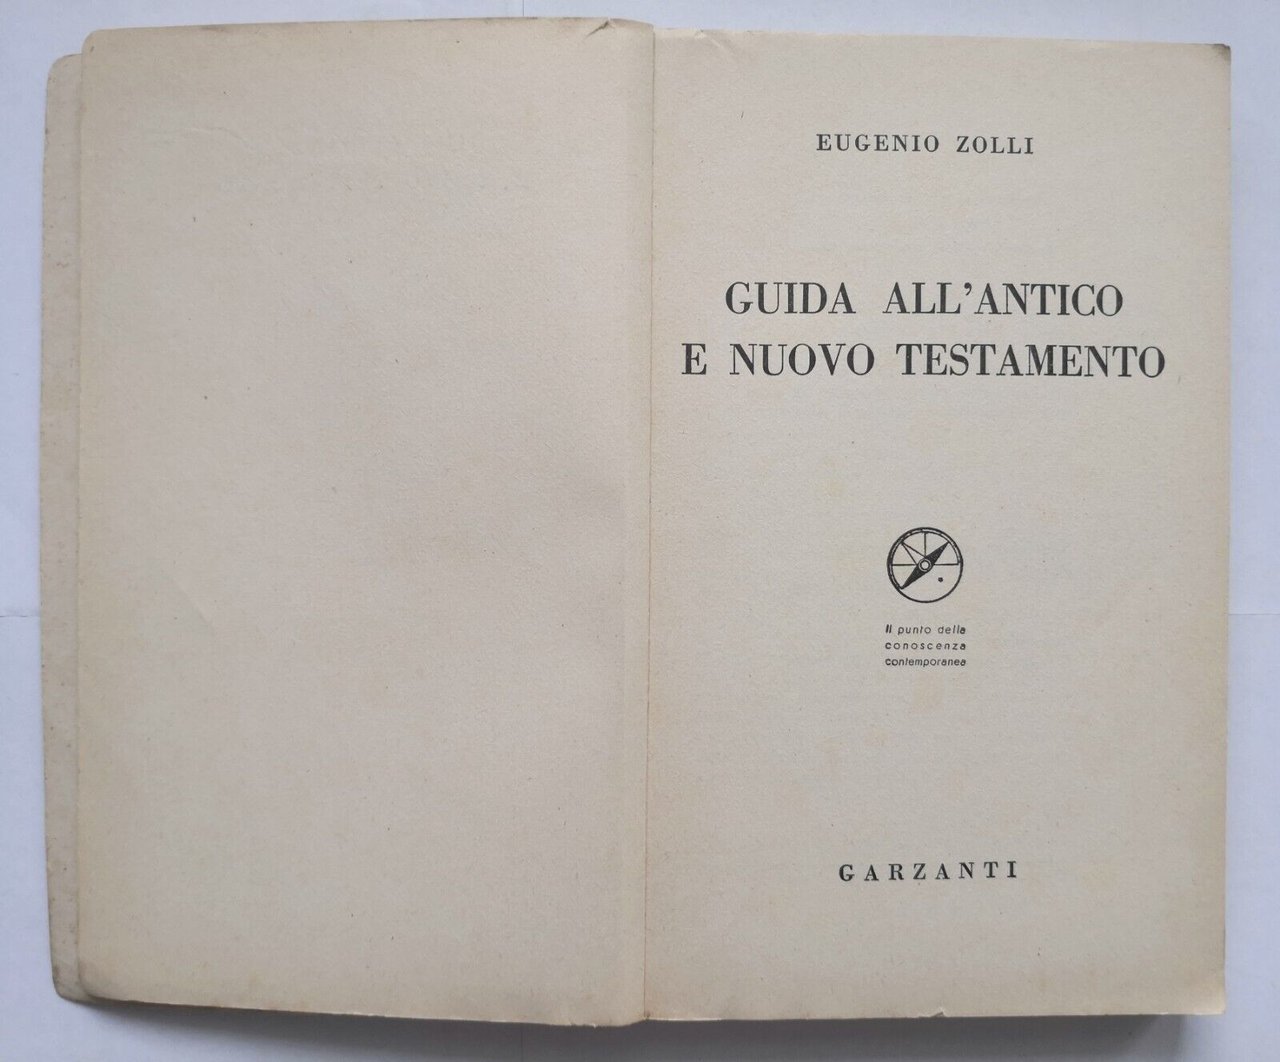 EUGENIO ZOLLI
GUIDA ALL'ANTICO
E NUOVO TESTAMENTO
Il punto della
conoscenza
contemporanea
GARZANTI